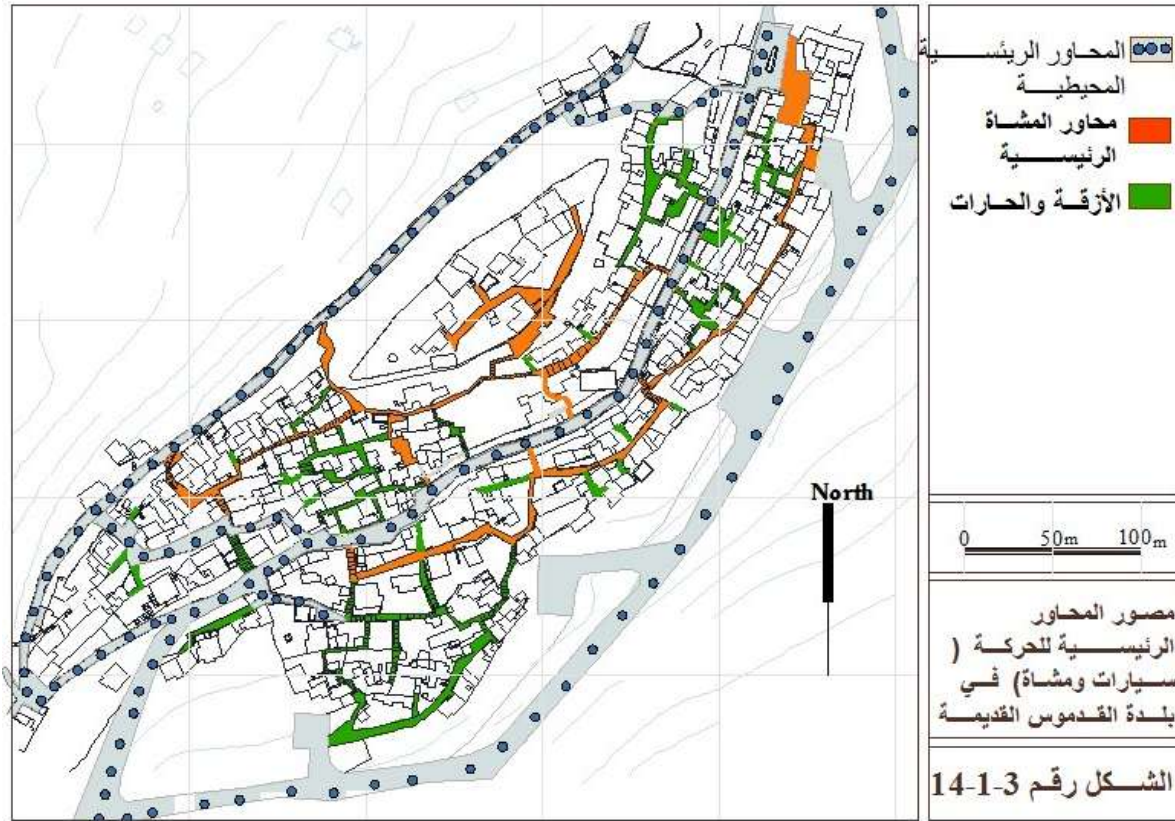 المحاور الريئسية
المحيطية
محاور المشاة
الرئيسية
الأزقة والحارات
North
0 50m 100m
مصور المحاور
الرئيسية للحركة (
سيارات ومشاة) في
بلدة القدموس القديمة
الشكل رقم 3-1-14